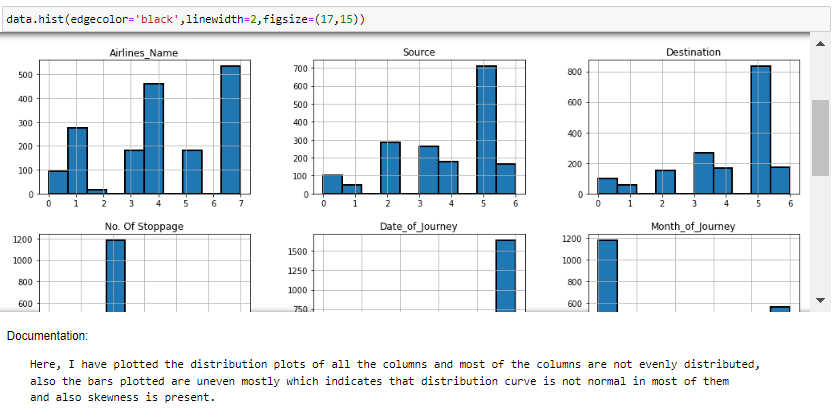 data.hist(edgecolor='black',linewidth=2,figsize=(17,15))
Airlines_Name
Source
Destination
500
400
300
200
100
0
0 1 2 3 4 5 6 7
700
600
500
400
300
200
100
0
0 1 2 3 4 5 6
800
600
400
200
0
0 1 2 3 4 5 6
No. Of Stoppage
Date_of_Journey
Month_of_Journey
1200
1000
800
600
1500
1250
1000
750
1200
1000
800
600
Documentation:
Here, I have plotted the distribution plots of all the columns and most of the columns are not evenly distributed,
also the bars plotted are uneven mostly which indicates that distribution curve is not normal in most of them
and also skewness is present.